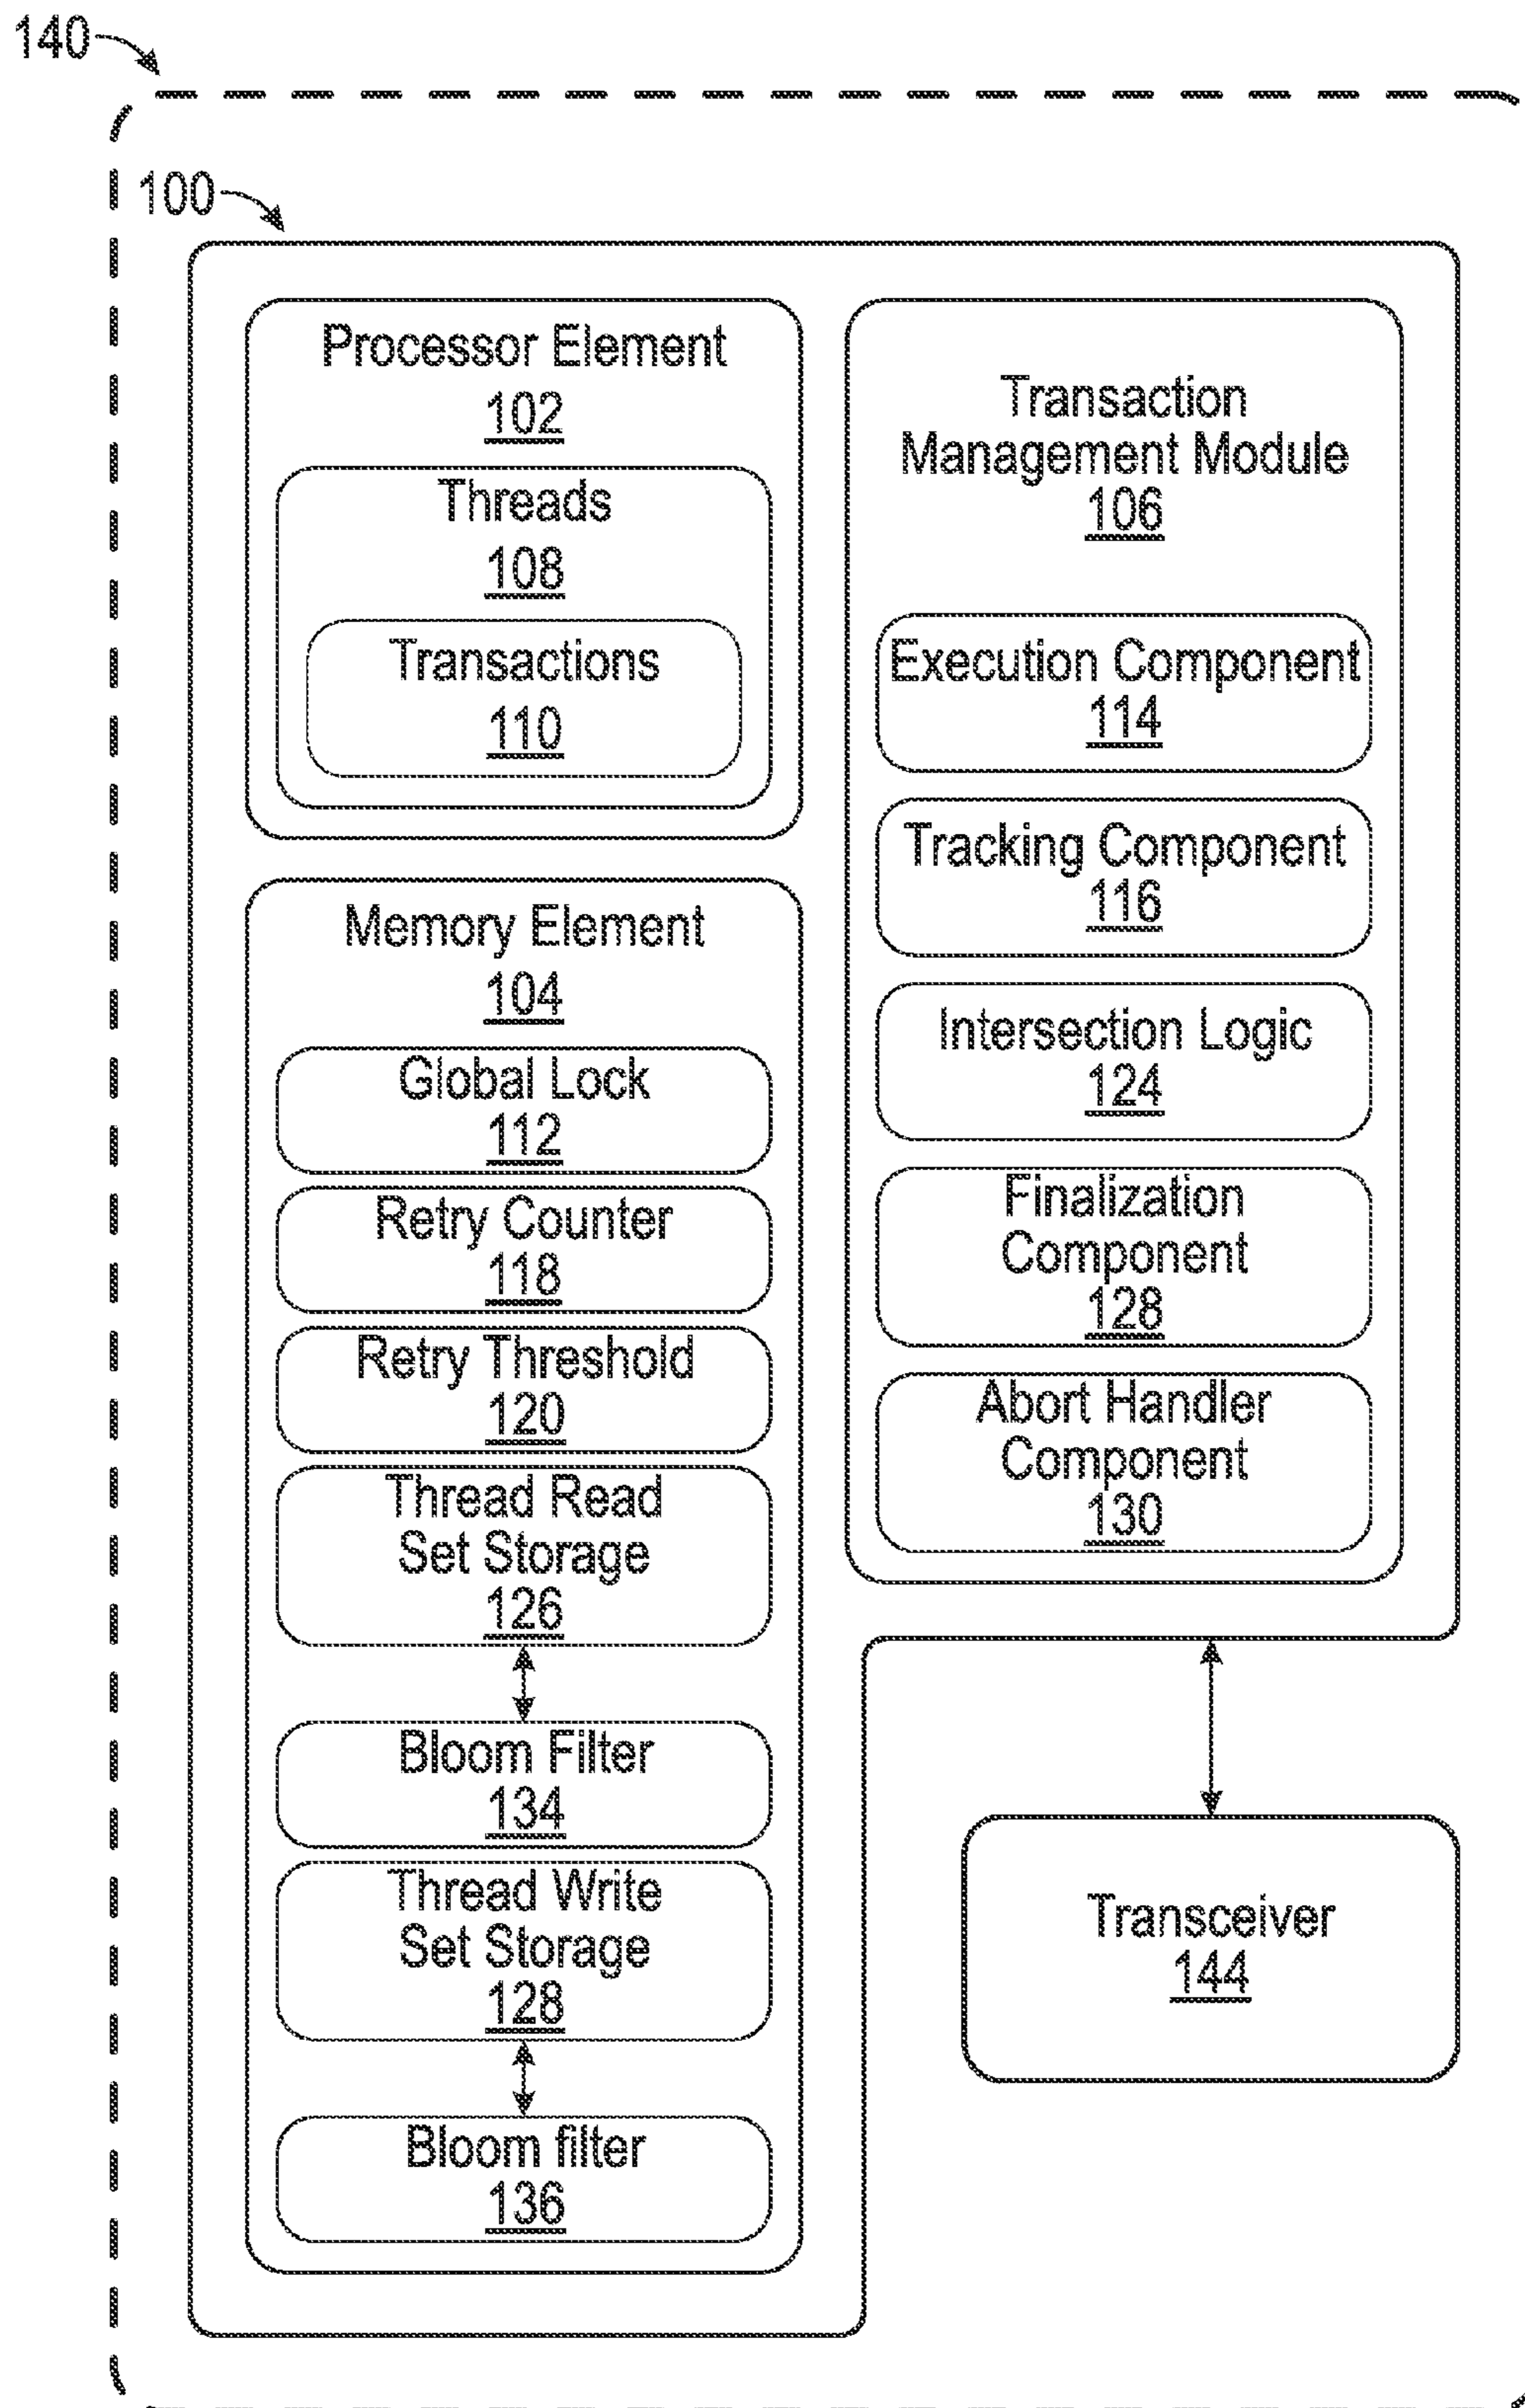 140
100
Processor Element
102
Threads
108
Transactions
110
Memory Element
104
Global Lock
112
Retry Counter
118
Retry Threshold
120
Thread Read
Set Storage
126
Bloom Filter
134
Thread Write
Set Storage
128
Bloom filter
136
Transaction
Management Module
106
Execution Component
114
Tracking Component
116
Intersection Logic
124
Finalization
Component
128
Abort Handler
Component
130
Transceiver
144